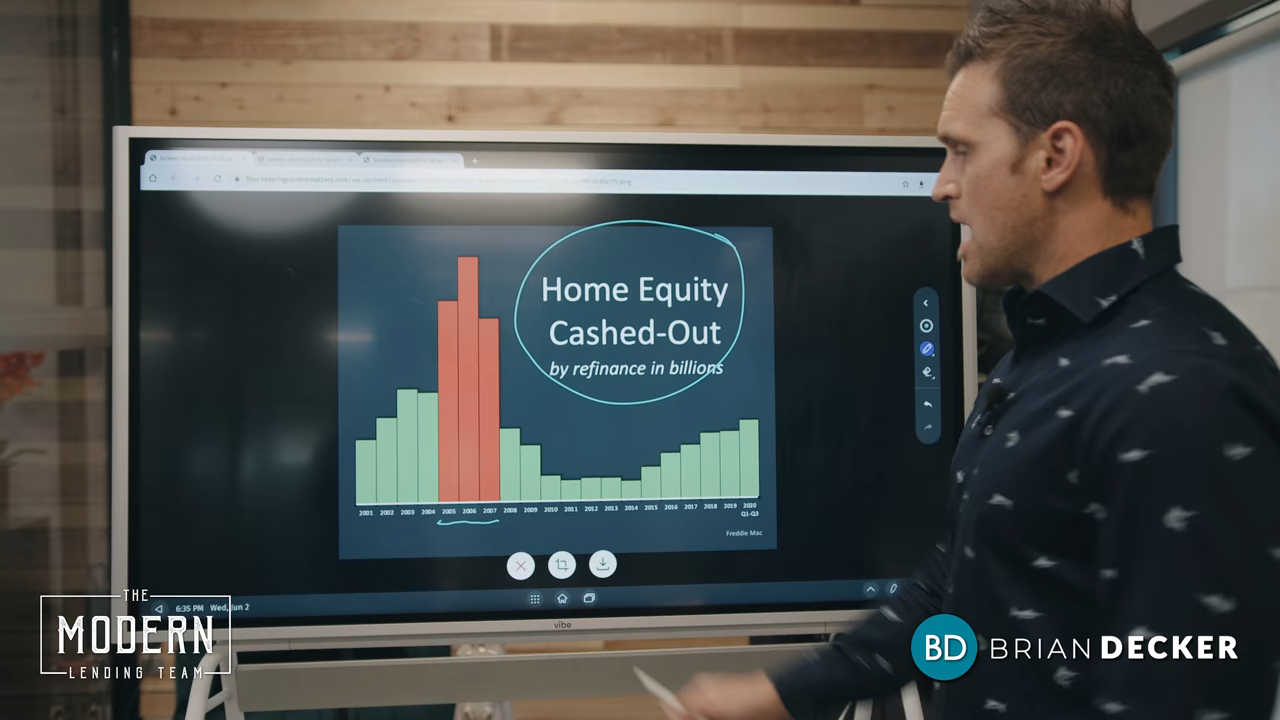 Home Equity
Cashed-Out
by refinance in billions
2001 2002 2003 2004 2005 2006 2007 2008 2009 2010 2011 2012 2013 2014 2015 2016 2017 2018 2019 2020
Q1-Q3
Freddie Mac
6:35 PM Wed, Jun 2
vibe
THE
MODERN
LENDING TEAM
BD BRIAN DECKER